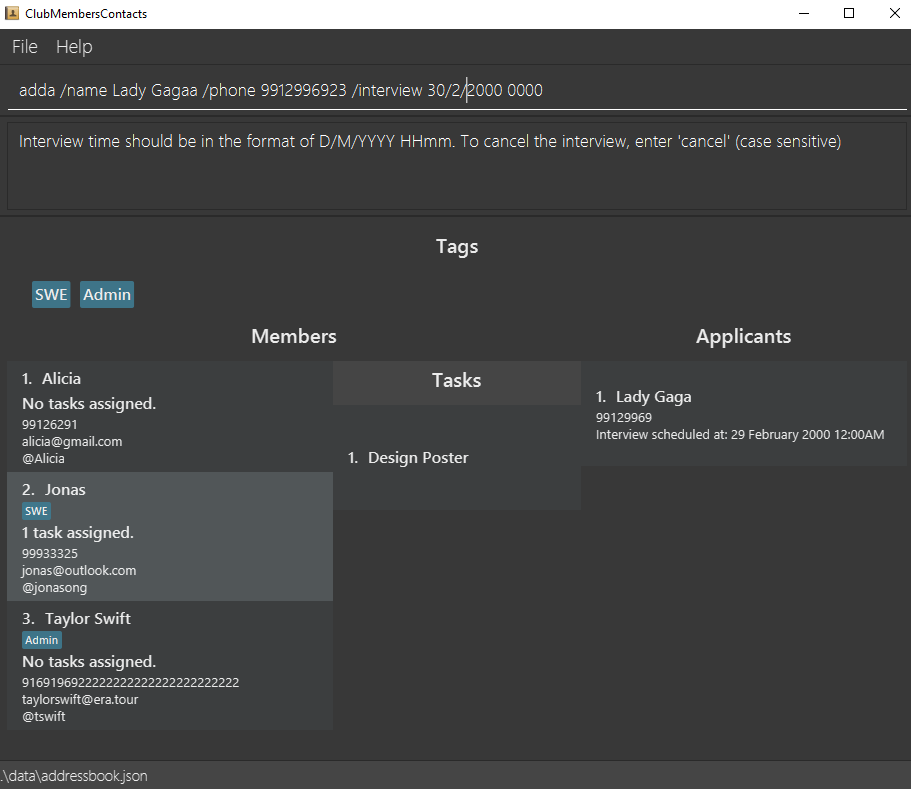 ClubMembersContacts
File Help
adda /name Lady Gagaa /phone 9912996923 /interview 30/2/2000 0000
Interview time should be in the format of D/M/YYYY HHmm. To cancel the interview, enter 'cancel' (case sensitive)
Tags
SWE Admin
Members
Applicants
1. Alicia
No tasks assigned.
99126291
alicia@gmail.com
@Alicia
2. Jonas
SWE
1 task assigned.
99933325
jonas@outlook.com
@jonasong
3. Taylor Swift
Admin
No tasks assigned.
taylorswift@era.tour
@tswift
Tasks
1. Design Poster
1. Lady Gaga
99129969
Interview scheduled at: 29 February 2000 12:00AM
.\data\addressbook.json